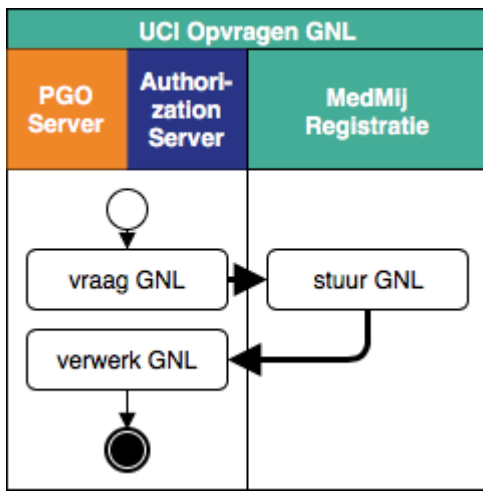 UCI Opvragen GNL
PGO
Server
Authori-
zation
Server
MedMij
Registratie
vraag GNL
stuur GNL
verwerk GNL